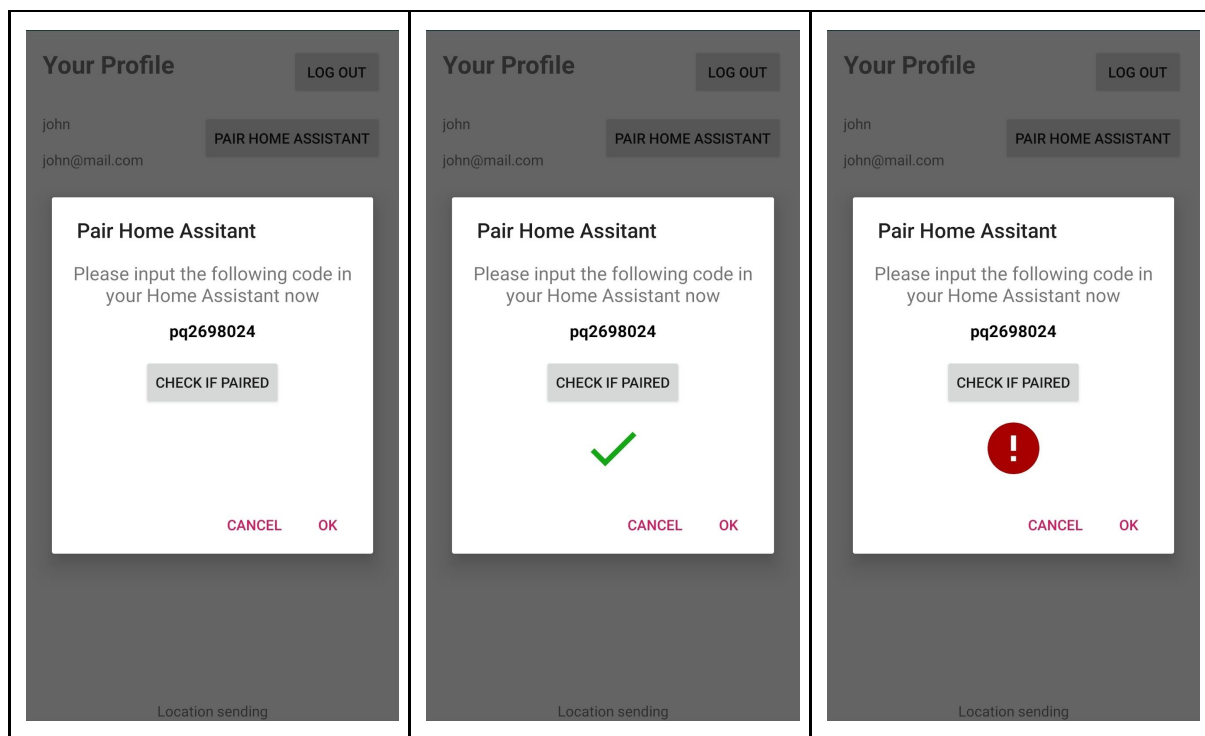 Your Profile
LOG OUT
john
PAIR HOME ASSISTANT
john@mail.com
Pair Home Assitant
Please input the following code in
your Home Assistant now
pq2698024
CHECK IF PAIRED
CANCEL OK
Location sending
Your Profile
LOG OUT
john
PAIR HOME ASSISTANT
john@mail.com
Pair Home Assitant
Please input the following code in
your Home Assistant now
pq2698024
CHECK IF PAIRED
CANCEL OK
Location sending
Your Profile
LOG OUT
john
PAIR HOME ASSISTANT
john@mail.com
Pair Home Assitant
Please input the following code in
your Home Assistant now
pq2698024
CHECK IF PAIRED
!
CANCEL OK
Location sending